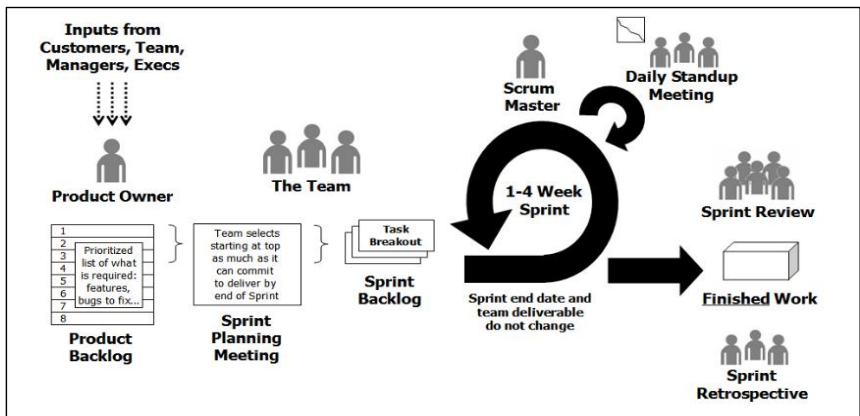 Inputs from
Customers, Team,
Managers, Execs
Product Owner
The Team
Scrum
Master
Daily Standup
Meeting
1
2
3
4
5
6
7
8
Prioritized
list of what
is required:
features,
bugs to fix...
Product
Backlog
Team selects
starting at top
as much as it
can commit
to deliver by
end of Sprint
Sprint
Planning
Meeting
Task
Breakout
Sprint
Backlog
1-4 Week
Sprint
Sprint end date and
team deliverable
do not change
Sprint Review
Finished Work
Sprint
Retrospective